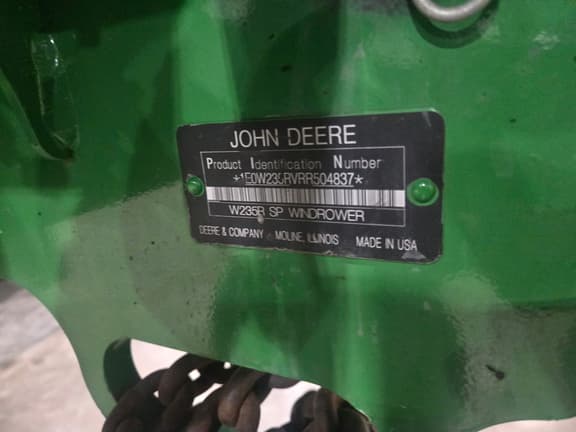 JOHN DEERE
Product Identification Number
*1E0W235RVRR504837*
W235R SP WINDROWER
DEERE & COMPANY MOLINE, ILLINOIS MADE IN USA